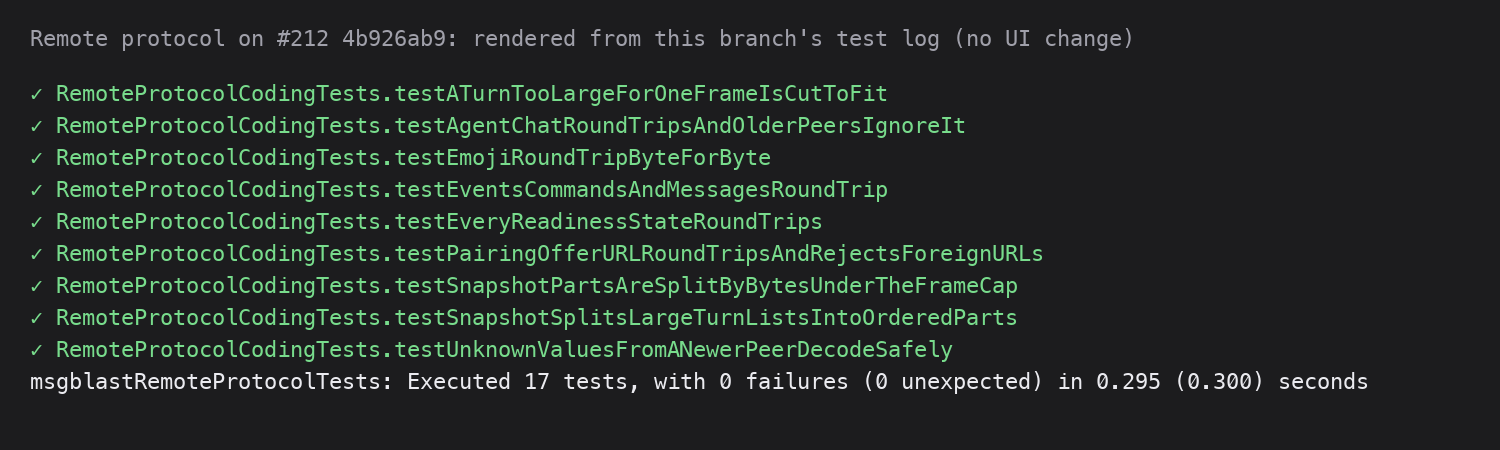 Remote protocol on #212 4b926ab9: rendered from this branch's test log (no UI change)
✓ RemoteProtocolCodingTests.testATurnTooLargeForOneFrameIsCutToFit
✓ RemoteProtocolCodingTests.testAgentChatRoundTripsAndOlderPeersIgnoreIt
✓ RemoteProtocolCodingTests.testEmojiRoundTripByteForByte
✓ RemoteProtocolCodingTests.testEventsCommandsAndMessagesRoundTrip
✓ RemoteProtocolCodingTests.testEveryReadinessStateRoundTrips
✓ RemoteProtocolCodingTests.testPairingOfferURLRoundTripsAndRejectsForeignURLs
✓ RemoteProtocolCodingTests.testSnapshotPartsAreSplitByBytesUnderTheFrameCap
✓ RemoteProtocolCodingTests.testSnapshotSplitsLargeTurnListsIntoOrderedParts
✓ RemoteProtocolCodingTests.testUnknownValuesFromANewerPeerDecodeSafely
msgblastRemoteProtocolTests: Executed 17 tests, with 0 failures (0 unexpected) in 0.295 (0.300) seconds